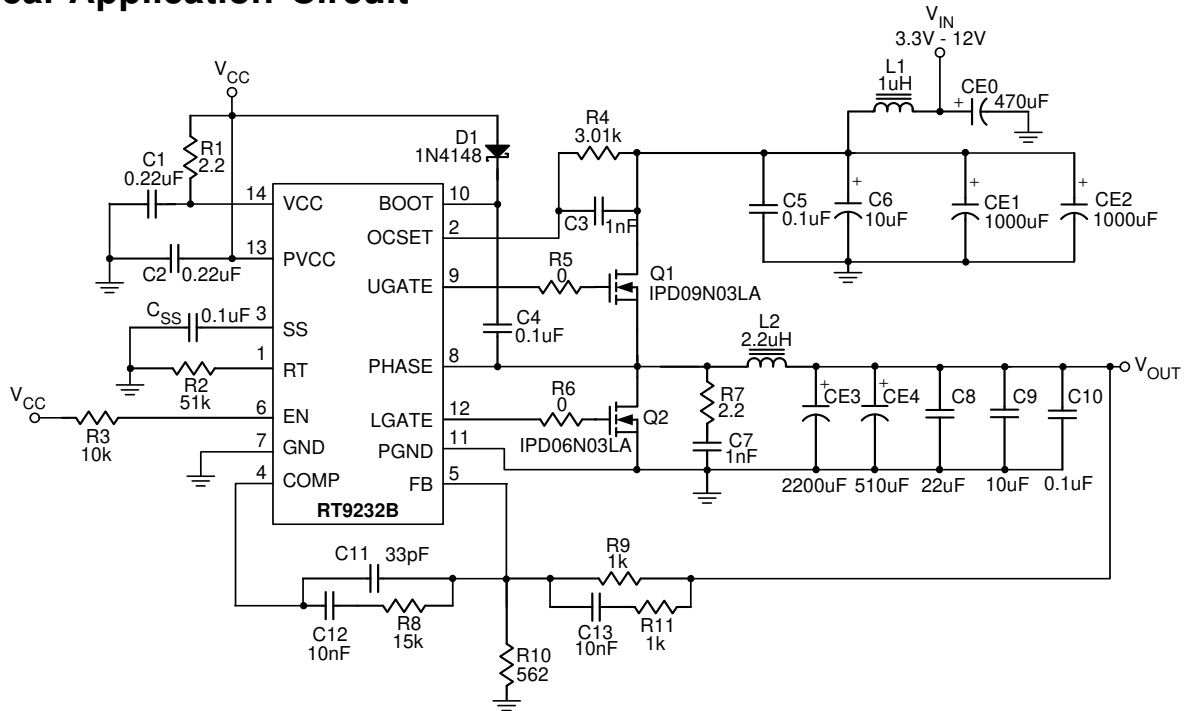 cal Application Circuit
VIN
3.3V - 12V
L1
1uH
CE0
+
470uF
VCC
R1
2.2
C1
0.22uF
C2
0.22uF
D1
1N4148
R4
3.01k
C3
1nF
C5
0.1uF
+
C6
10uF
+
CE1
1000uF
+
CE2
1000uF
14 VCC
BOOT 10
OCSET 2
13 PVCC
UGATE 9
R5
0
Q1
IPD09N03LA
CSS
0.1uF
3 SS
C4
0.1uF
1 RT
R2
51k
PHASE 8
L2
2.2uH
VOUT
VCC
R3
10k
6 EN
LGATE 12
R6
0
Q2
IPD06N03LA
7 GND
PGND 11
4 COMP
FB 5
RT9232B
R7
2.2
C7
1nF
+
CE3
2200uF
+
CE4
510uF
C8
22uF
C9
10uF
C10
0.1uF
C11 33pF
C12
10nF
R8
15k
R9
1k
C13
10nF
R11
1k
R10
562